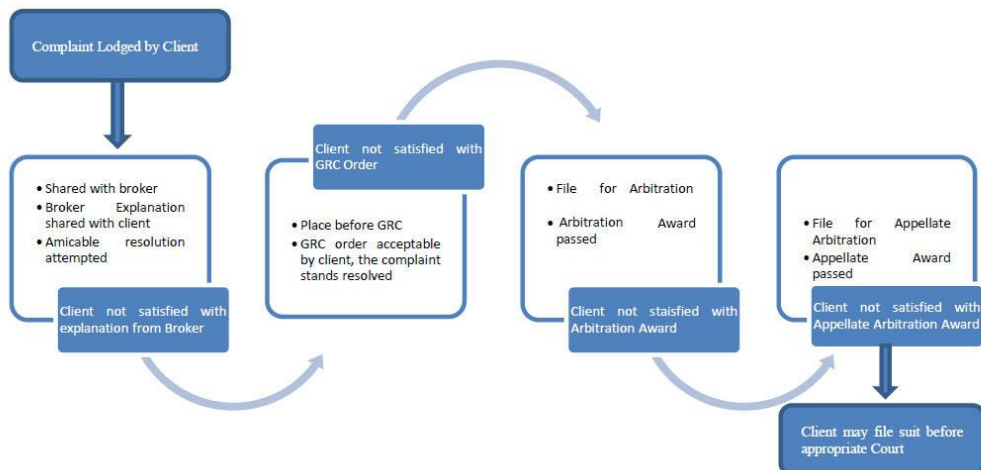 Complaint Lodged by Client
• Shared with broker
• Broker Explanation
shared with client
• Amicable resolution
attempted
Client not satisfied with
explanation from Broker
Client not satisfied with
GRC Order
• Place before GRC
• GRC order acceptable
by client, the complaint
stands resolved
• File for Arbitration
• Arbitration Award
passed
Client not staisfied with
Arbitration Award
• File for Appellate
Arbitration
• Appellate Award
passed
Client not satisfied with
Appellate Arbitration Award
Client may file suit before
appropriate Court